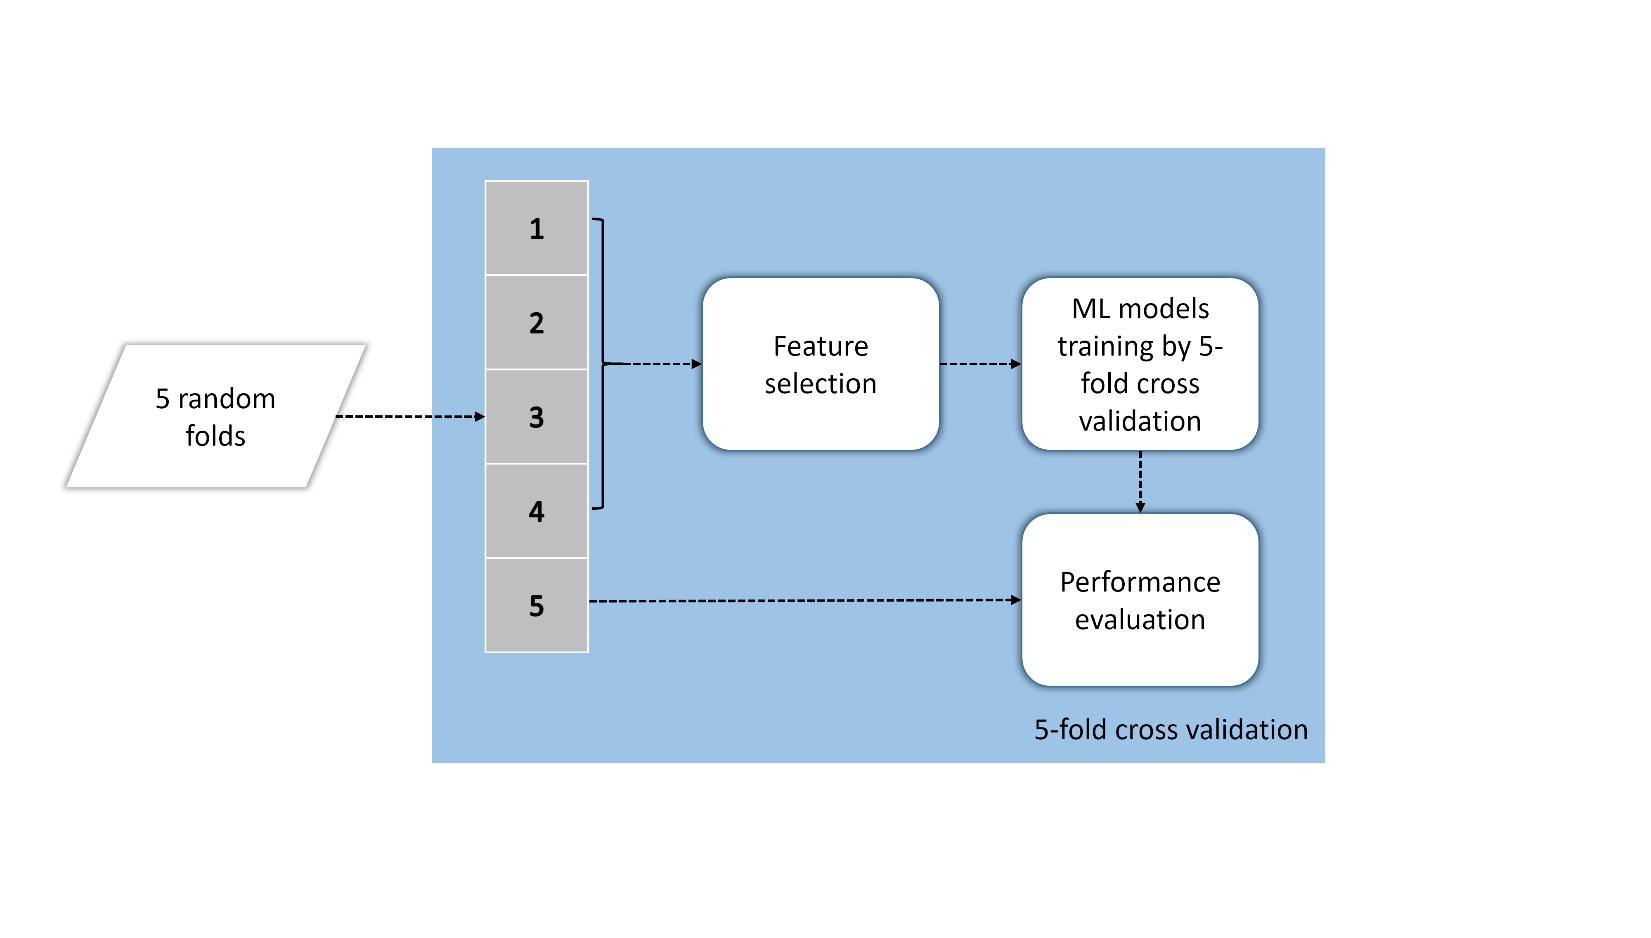 5 random
folds
1
2
3
4
5
Feature
selection
ML models
training by 5-
fold cross
validation
Performance
evaluation
5-fold cross validation